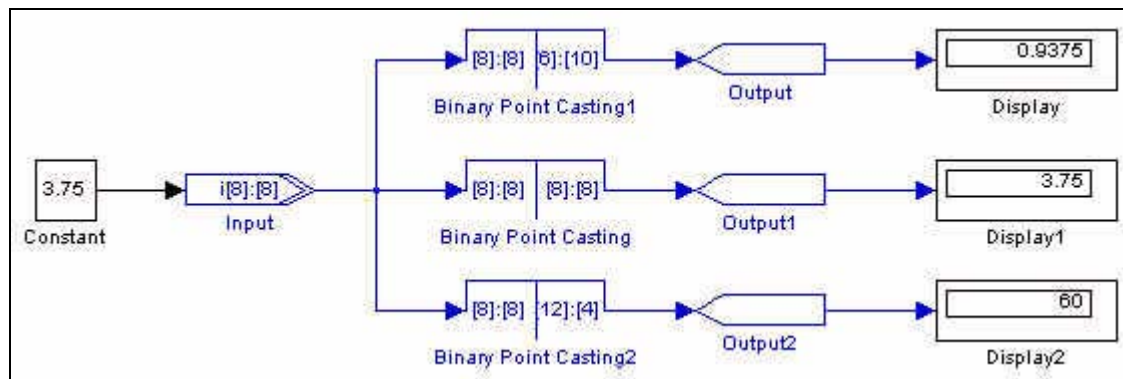 [8]:[8] [6]:[10]
Binary Point Casting1
Output
0.9375
Display
3.75
Constant
i[8]:[8]
Input
[8]:[8] [8]:[8]
Binary Point Casting
Output1
3.75
Display1
[8]:[8] [12]:[4]
Binary Point Casting2
Output2
60
Display2